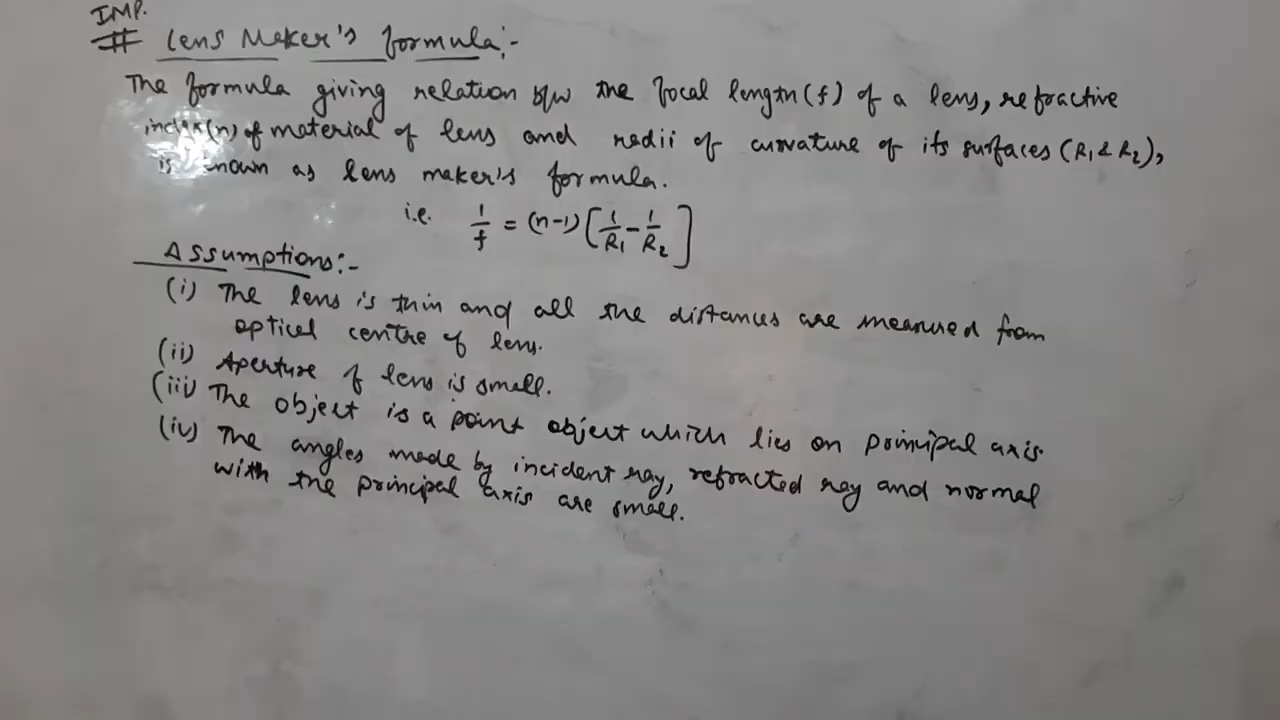 IMP.
# Lens Maker's formula:-
The formula giving relation b/w the focal length (f) of a lens, refractive
index(n) of material of lens and radii of curvature of its surfaces (R₁ & R₂),
is known as lens maker's formula.
i.e. 1/f = (n-1) [1/R₁ - 1/R₂]
Assumptions:-
(i) The lens is thin and all the distances are measured from
optical centre of lens.
(ii) Aperture of lens is small.
(iii) The object is a point object which lies on principal axis.
(iv) The angles made by incident ray, refracted ray and normal
with the principal axis are small.